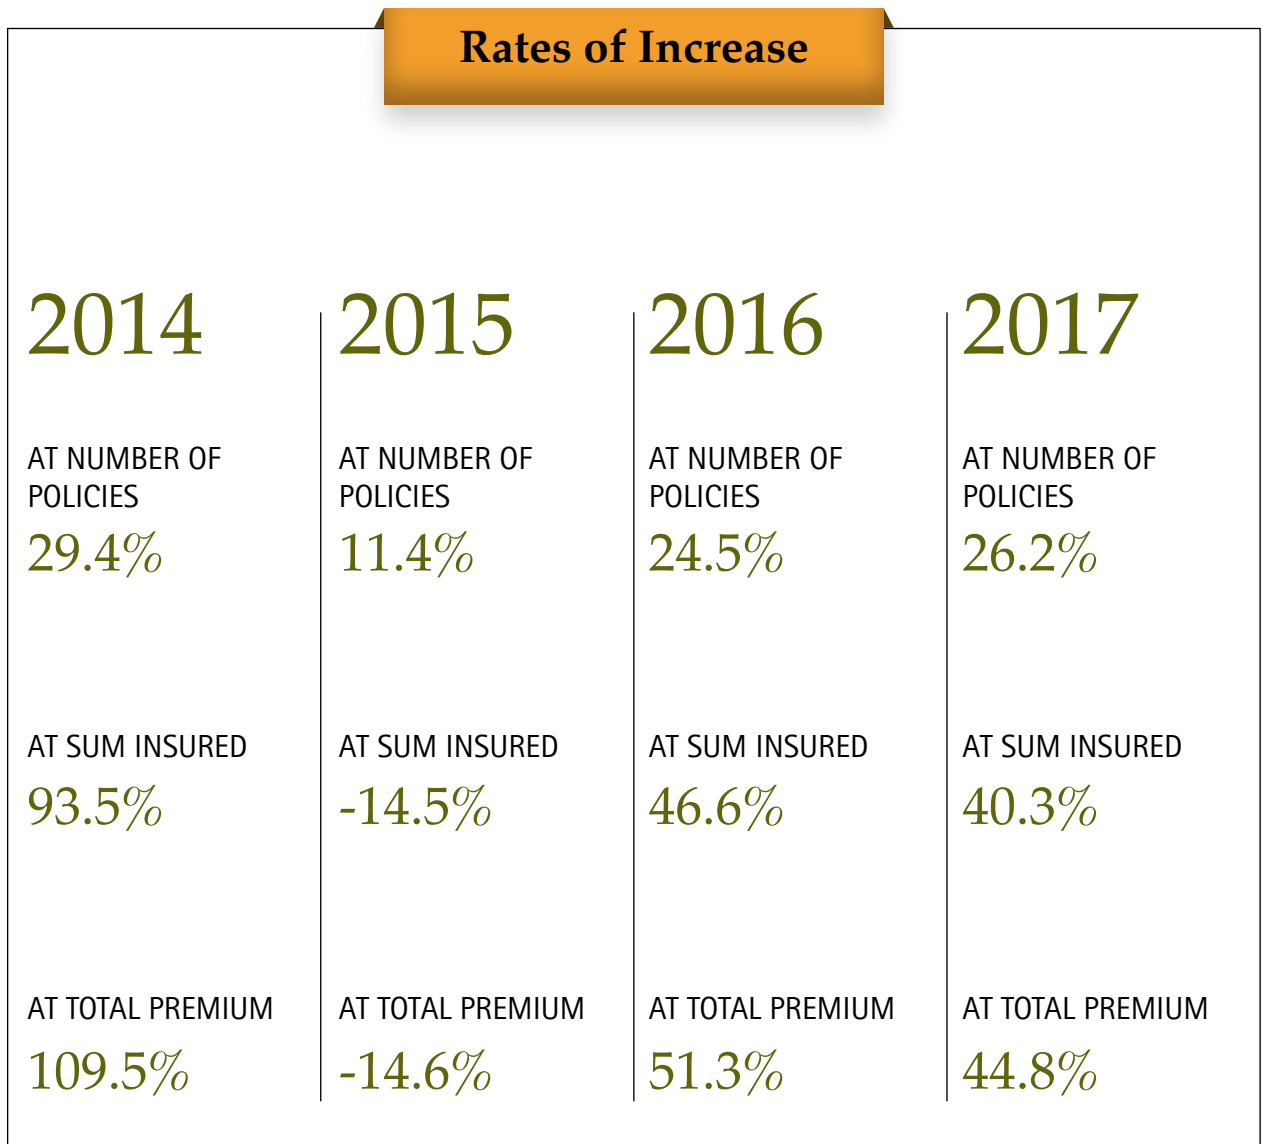 Rates of Increase
2014
AT NUMBER OF
POLICIES
29.4%
AT SUM INSURED
93.5%
AT TOTAL PREMIUM
109.5%
2015
AT NUMBER OF
POLICIES
11.4%
AT SUM INSURED
-14.5%
AT TOTAL PREMIUM
-14.6%
2016
AT NUMBER OF
POLICIES
24.5%
AT SUM INSURED
46.6%
AT TOTAL PREMIUM
51.3%
2017
AT NUMBER OF
POLICIES
26.2%
AT SUM INSURED
40.3%
AT TOTAL PREMIUM
44.8%